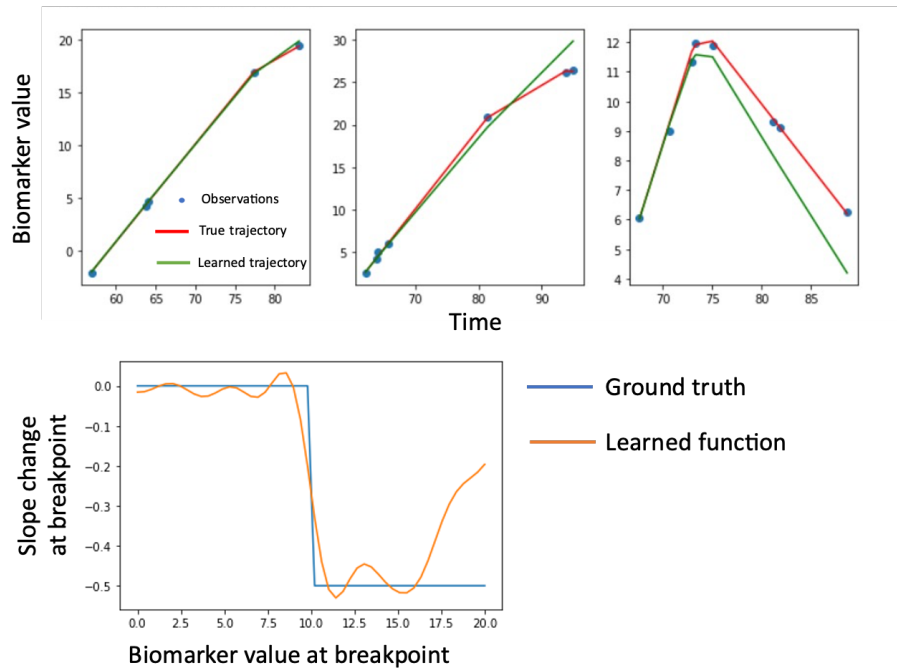 Biomarker value
20
15
10
5
0
60 65 70 75 80
30
25
20
15
10
5
70 80 90
12
11
10
9
8
7
6
5
4
70 75 80 85
Observations
True trajectory
Learned trajectory
Time
Slope change
at breakpoint
0.0
−0.1
−0.2
−0.3
−0.4
−0.5
0.0 2.5 5.0 7.5 10.0 12.5 15.0 17.5 20.0
Biomarker value at breakpoint
Ground truth
Learned function